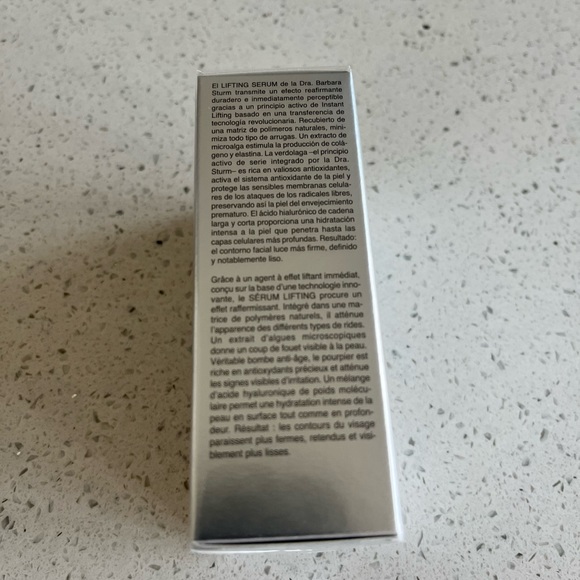 El LIFTING SERUM de la Dra. Barbara
Sturm transmite un efecto reafirmante
duradero e inmediatamente perceptible
gracias a un principio activo de Instant
Lifting basado en una transferencia de
tecnología revolucionaria. Recubierto de
una matriz de polímeros naturales, mini-
miza todo tipo de arrugas. Un extracto de
microalga estimula la producción de colá-
geno y elastina. La verdolaga –el principio
activo de serie integrado por la Dra.
Sturm– es rica en valiosos antioxidantes,
activa el sistema antioxidante de la piel y
protege las sensibles membranas celula-
res de los ataques de los radicales libres,
preservando así la piel del envejecimiento
prematuro. El ácido hialurónico de cadena
larga y corta proporciona una hidratación
intensa a la piel que penetra hasta las
capas celulares más profundas. Resultado:
el contorno facial luce más firme, definido
y notablemente liso.
Grâce à un agent à effet liftant immédiat,
conçu sur la base d'une technologie inno-
vante, le SÉRUM LIFTING procure un
effet raffermissant. Intégré dans une ma-
trice de polymères naturels, il atténue
l'apparence des différents types de rides.
Un extrait d'algues microscopiques
donne un coup de fouet visible à la peau.
Véritable bombe anti-âge, le pourpier est
riche en antioxydants précieux et atténue
les signes visibles d'irritation. Un mélange
d'acide hyaluronique de poids molécu-
laire permet une hydratation intense de la
peau en surface tout comme en profon-
deur. Résultat : les contours du visage
paraissent plus fermes, retendus et visi-
blement plus lisses.